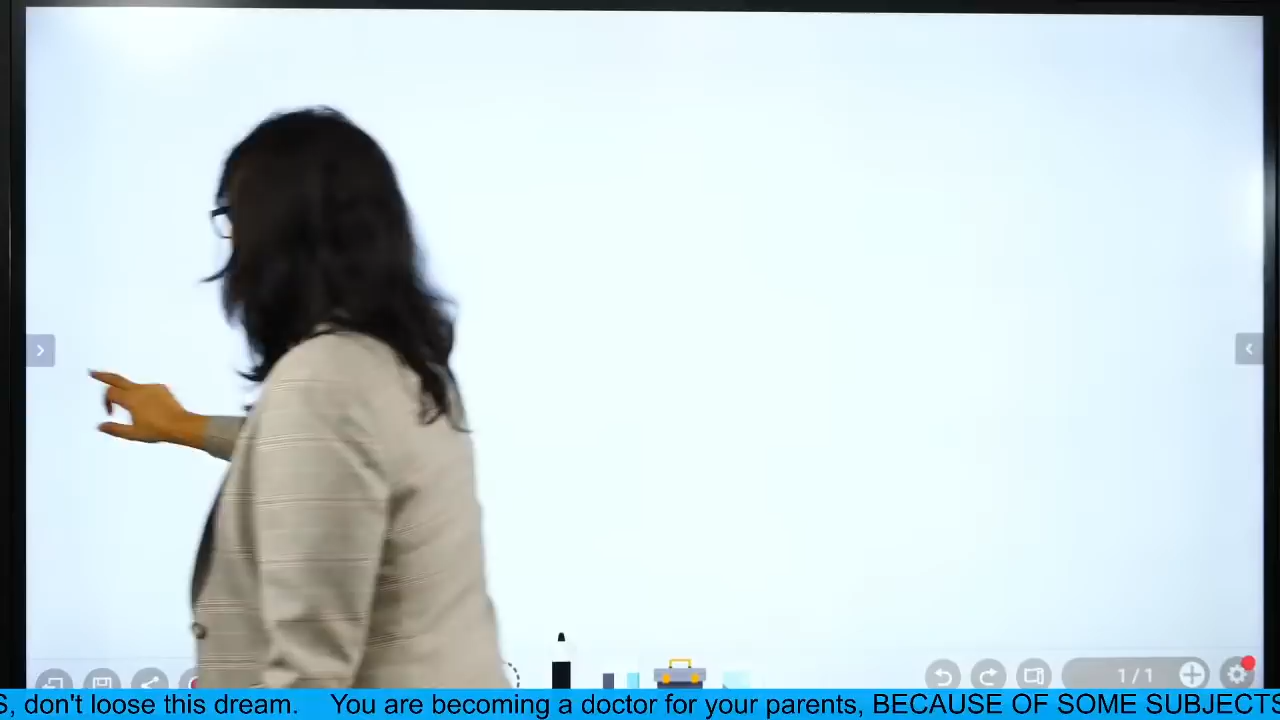 1/1
S, don't loose this dream. You are becoming a doctor for your parents, BECAUSE OF SOME SUBJECTS